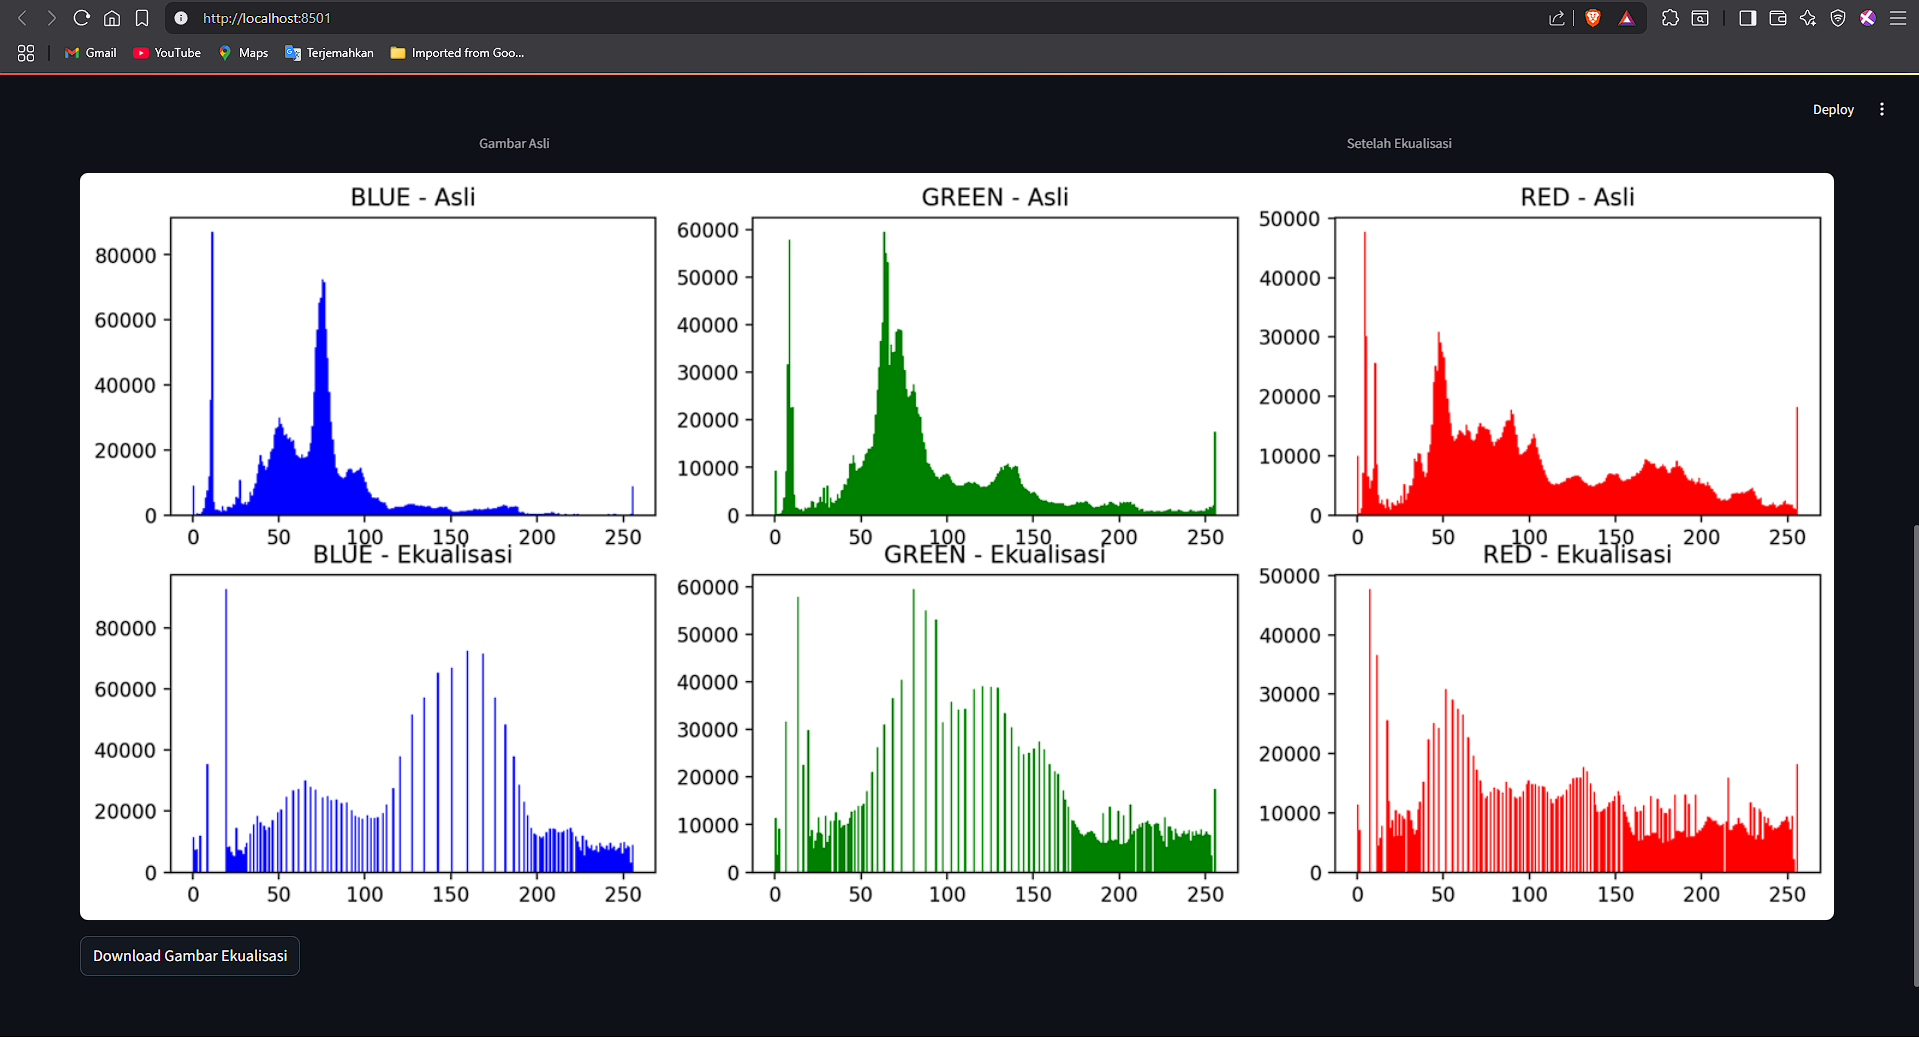 http://localhost:8501
Gmail YouTube Maps Terjemahkan Imported from Goo...
Deploy
Gambar Asli Setelah Ekualisasi
BLUE - Asli GREEN - Asli RED - Asli
80000
60000
40000
20000
0
0 50 100 150 200 250
60000
50000
40000
30000
20000
10000
0
0 50 100 150 200 250
50000
40000
30000
20000
10000
0
0 50 100 150 200 250
BLUE - Ekualisasi GREEN - Ekualisasi RED - Ekualisasi
80000
60000
40000
20000
0
0 50 100 150 200 250
60000
50000
40000
30000
20000
10000
0
0 50 100 150 200 250
50000
40000
30000
20000
10000
0
0 50 100 150 200 250
Download Gambar Ekualisasi